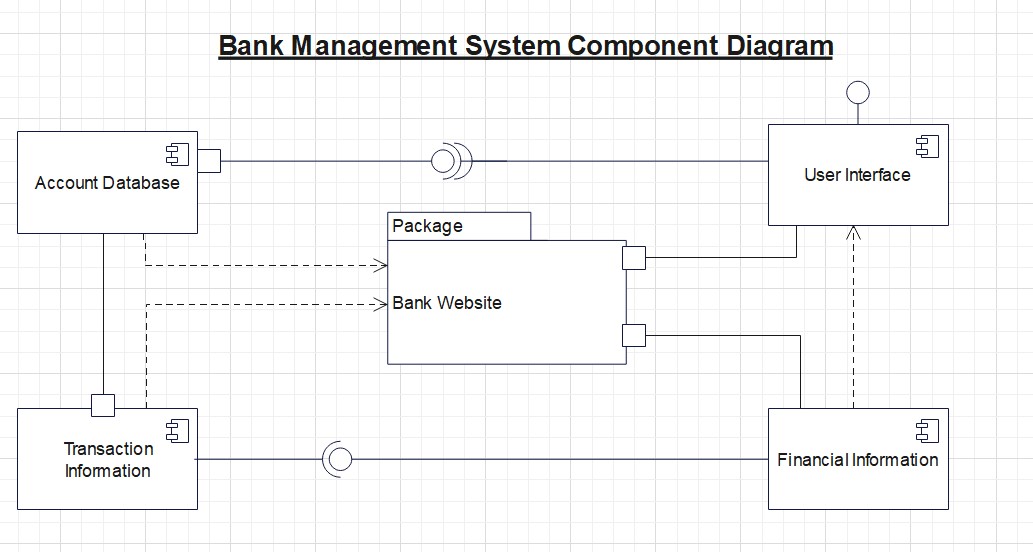 Bank Management System Component Diagram
Account Database
User Interface
Package
Bank Website
Transaction
Information
Financial Information